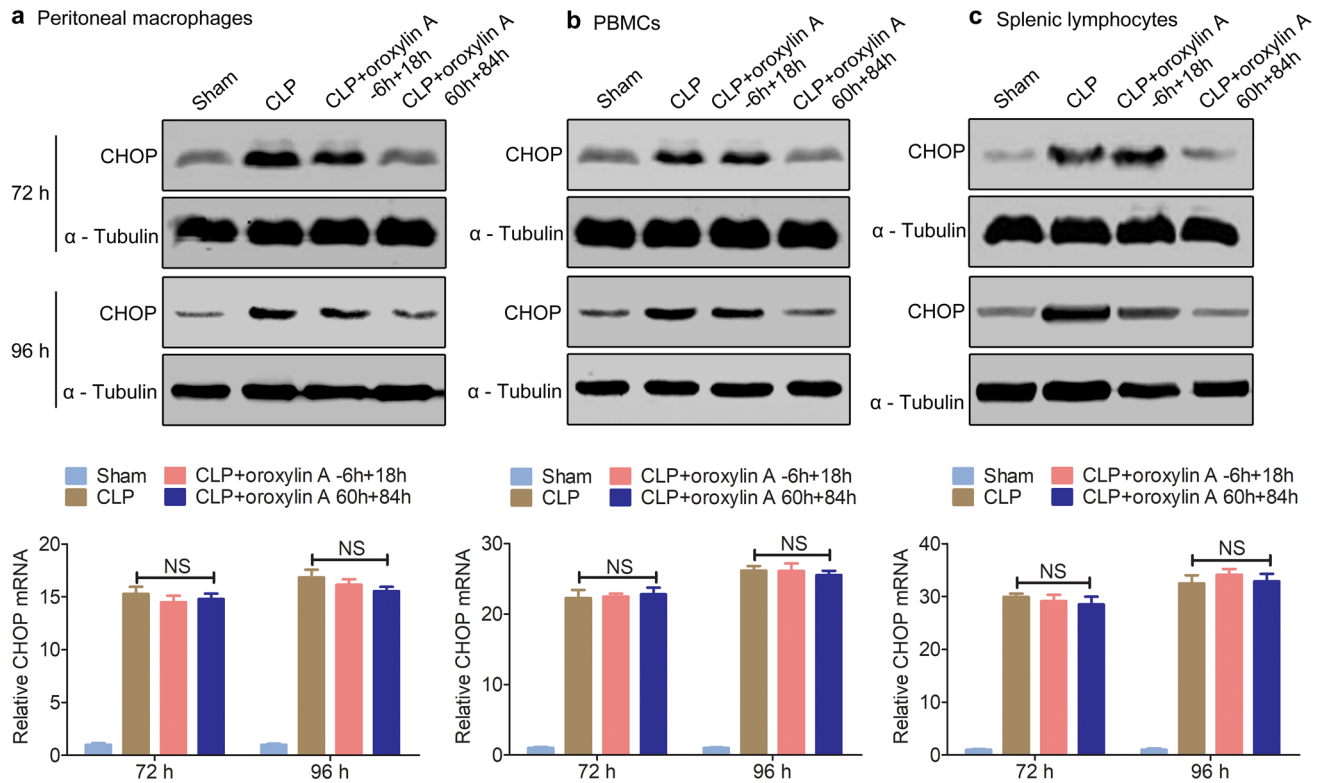 a Peritoneal macrophages
Sham
CLP
CLP+oroxylin A
-6h+18h
CLP+oroxylin A
60h+84h
72 h
CHOP
α - Tubulin
96 h
CHOP
α - Tubulin
b PBMCs
Sham
CLP
CLP+oroxylin A
-6h+18h
CLP+oroxylin A
60h+84h
CHOP
α - Tubulin
CHOP
α - Tubulin
c Splenic lymphocytes
Sham
CLP
CLP+oroxylin A
-6h+18h
CLP+oroxylin A
60h+84h
CHOP
α - Tubulin
CHOP
α - Tubulin
Sham CLP+oroxylin A -6h+18h
CLP CLP+oroxylin A 60h+84h
Relative CHOP mRNA
20
15
10
5
0
NS
NS
72 h 96 h
Sham CLP+oroxylin A -6h+18h
CLP CLP+oroxylin A 60h+84h
Relative CHOP mRNA
30
20
10
0
NS
NS
72 h 96 h
Sham CLP+oroxylin A -6h+18h
CLP CLP+oroxylin A 60h+84h
Relative CHOP mRNA
40
30
20
10
0
NS
NS
72 h 96 h